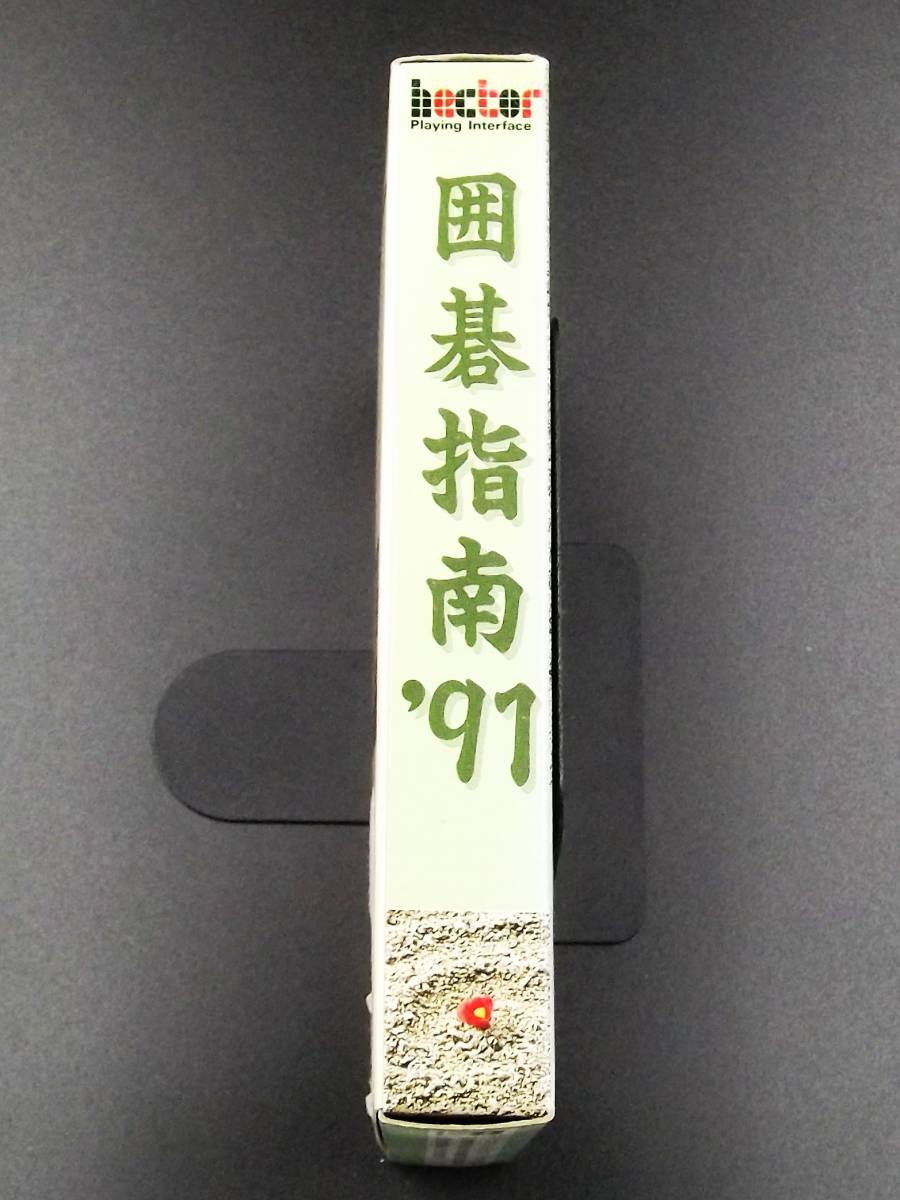 hector
Playing Interface
囲碁指南'91